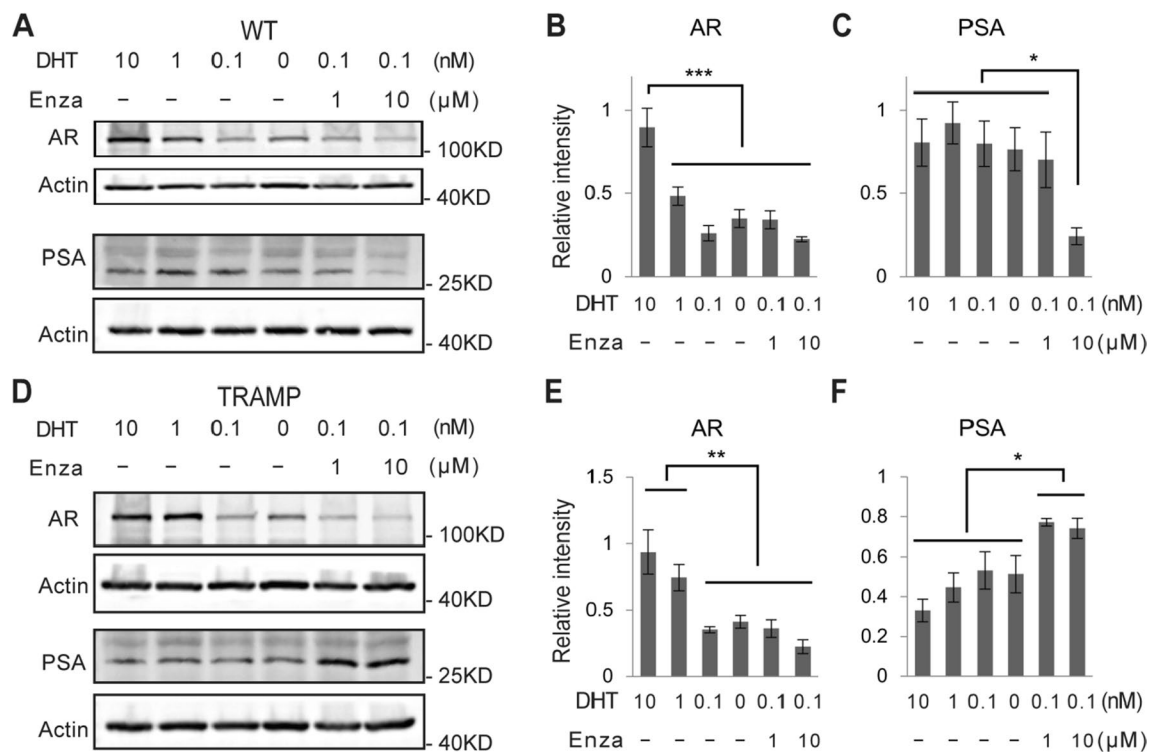 A
WT
DHT 10 1 0.1 0 0.1 0.1 (nM)
Enza – – – – 1 10 (μM)
AR
- 100KD
Actin
- 40KD
PSA
- 25KD
Actin
- 40KD
B
AR
***
Relative intensity
1
0.5
0
DHT 10 1 0.1 0 0.1 0.1
Enza – – – – 1 10
C
PSA
*
1
0.5
0
10 1 0.1 0 0.1 0.1 (nM)
– – – – 1 10 (μM)
D
TRAMP
DHT 10 1 0.1 0 0.1 0.1 (nM)
Enza – – – – 1 10 (μM)
AR
- 100KD
Actin
- 40KD
PSA
- 25KD
Actin
- 40KD
E
AR
**
Relative intensity
1.5
1
0.5
0
DHT 10 1 0.1 0 0.1 0.1
Enza – – – – 1 10
F
PSA
*
1
0.8
0.6
0.4
0.2
0
10 1 0.1 0 0.1 0.1 (nM)
– – – – 1 10 (μM)